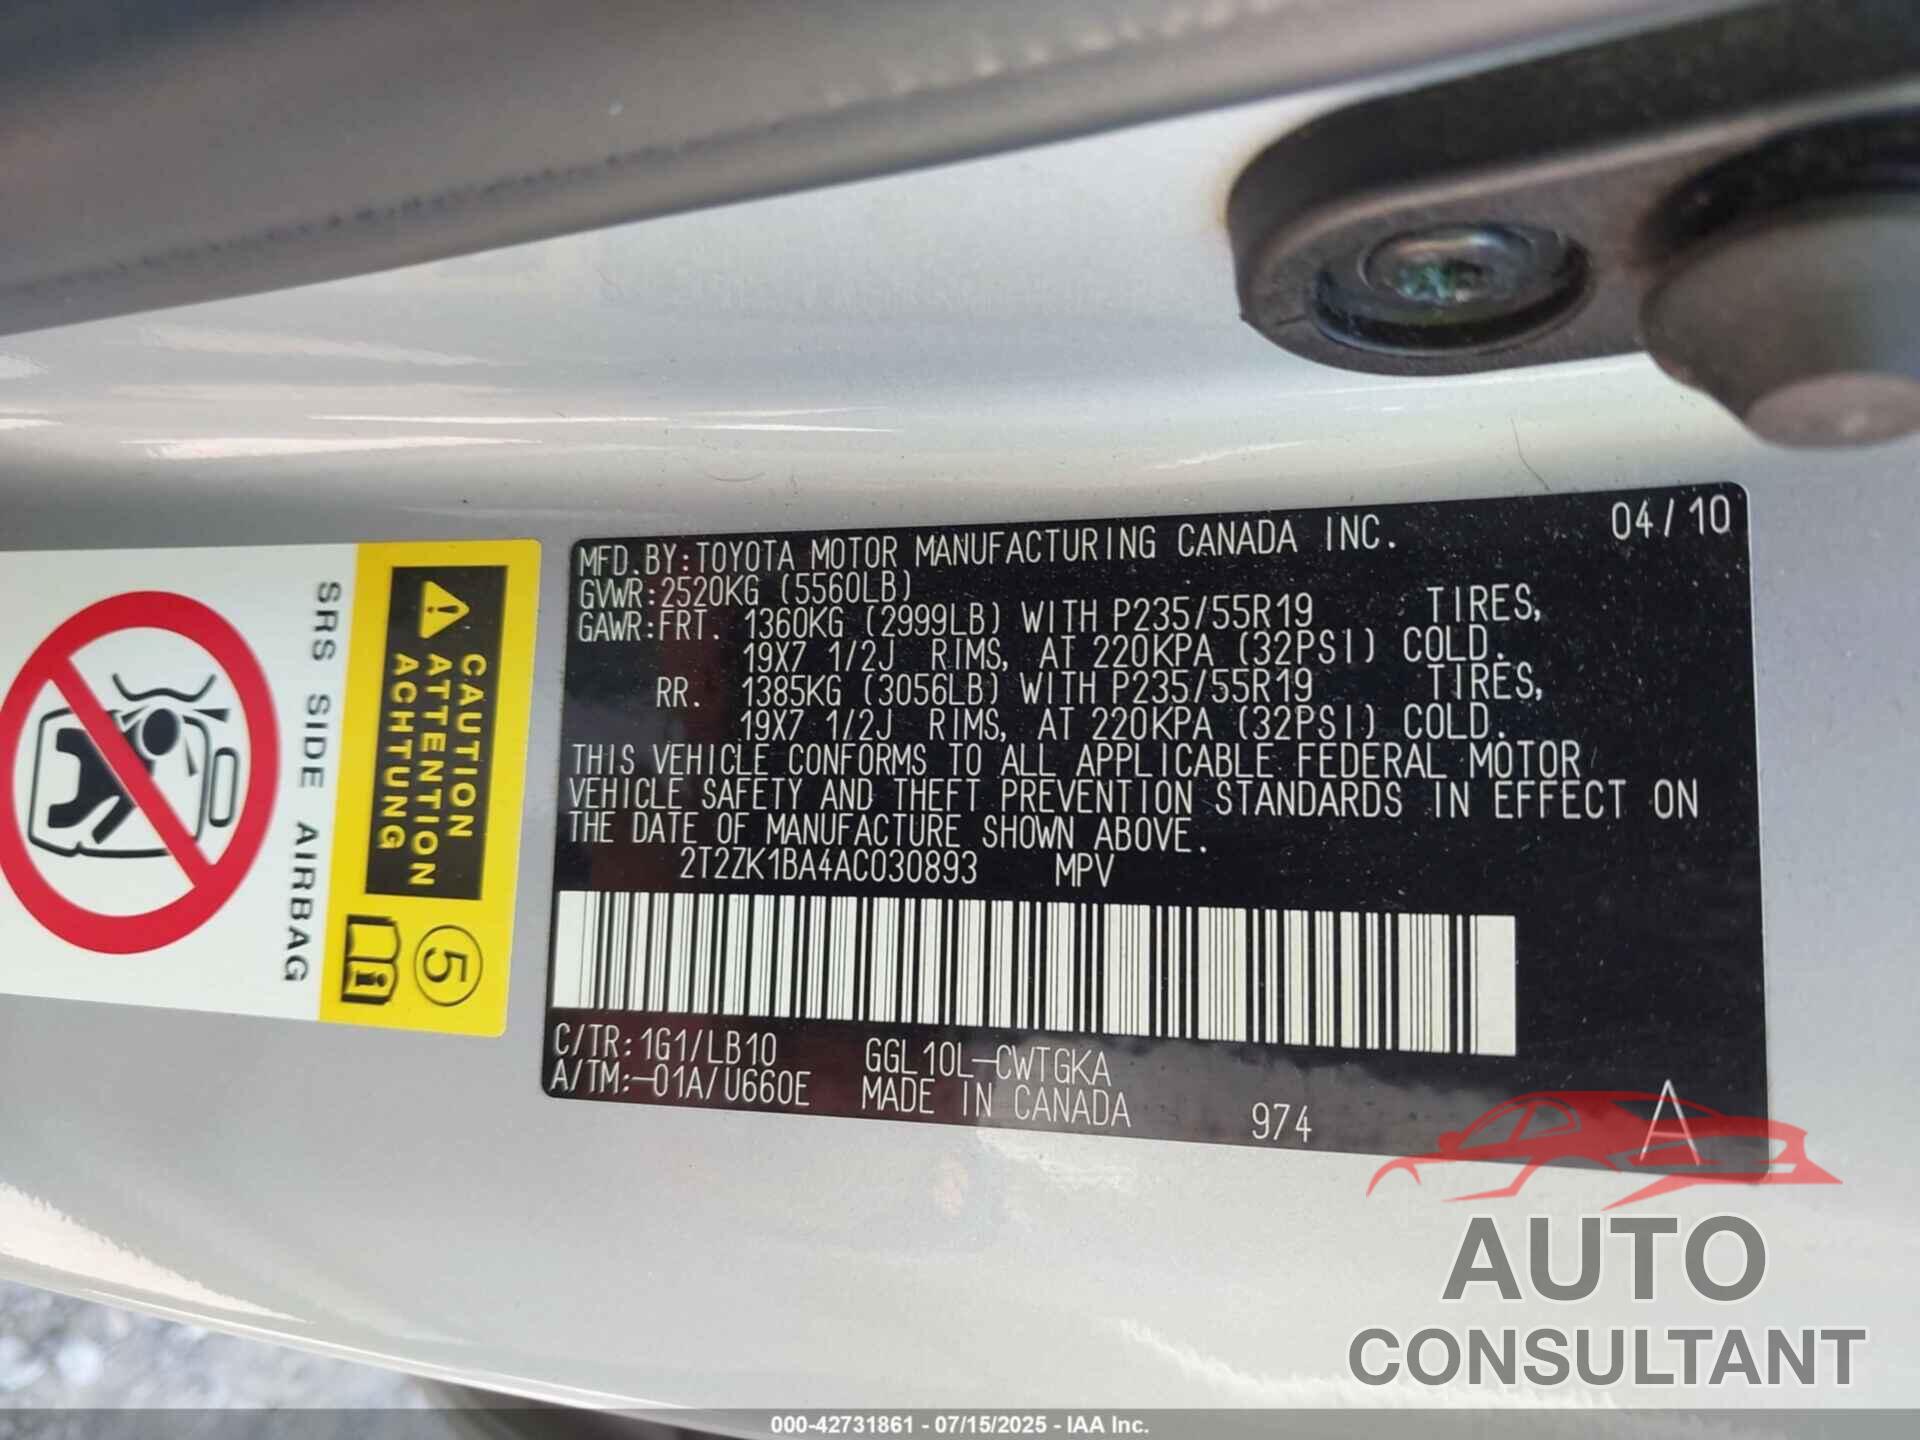 MFD.BY:TOYOTA MOTOR MANUFACTURING CANADA INC. 04/10
GVWR:2520KG (5560LB)
GAWR:FRT. 1360KG (2999LB) WITH P235/55R19 TIRES,
19X7 1/2J RIMS, AT 220KPA (32PSI) COLD.
RR. 1385KG (3056LB) WITH P235/55R19 TIRES,
19X7 1/2J RIMS, AT 220KPA (32PSI) COLD.
THIS VEHICLE CONFORMS TO ALL APPLICABLE FEDERAL MOTOR
VEHICLE SAFETY AND THEFT PREVENTION STANDARDS IN EFFECT ON
THE DATE OF MANUFACTURE SHOWN ABOVE.
2T2ZK1BA4AC030893 MPV
C/TR:1G1/LB10 GGL10L-CWTGKA
A/TM:-01A/U660E MADE IN CANADA 974 A
CAUTION
ATTENTION
ACHTUNG
5
i
SRS SIDE AIRBAG
AUTO
CONSULTANT
000-42731861 - 07/15/2025 - IAA Inc.